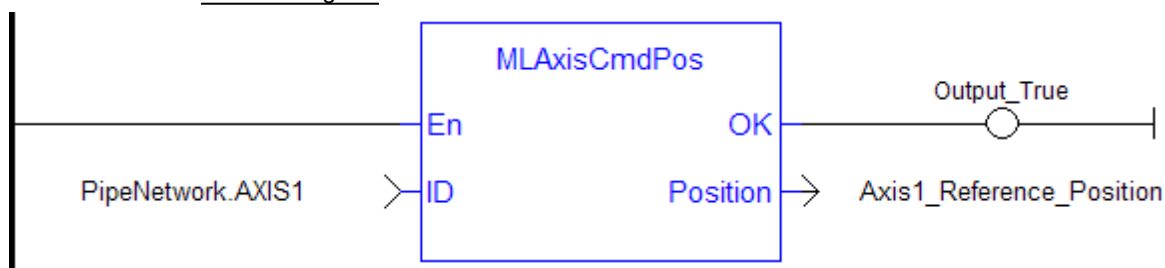 MLAxisCmdPos
Output_True
En OK
PipeNetwork.AXIS1 ID Position Axis1_Reference_Position